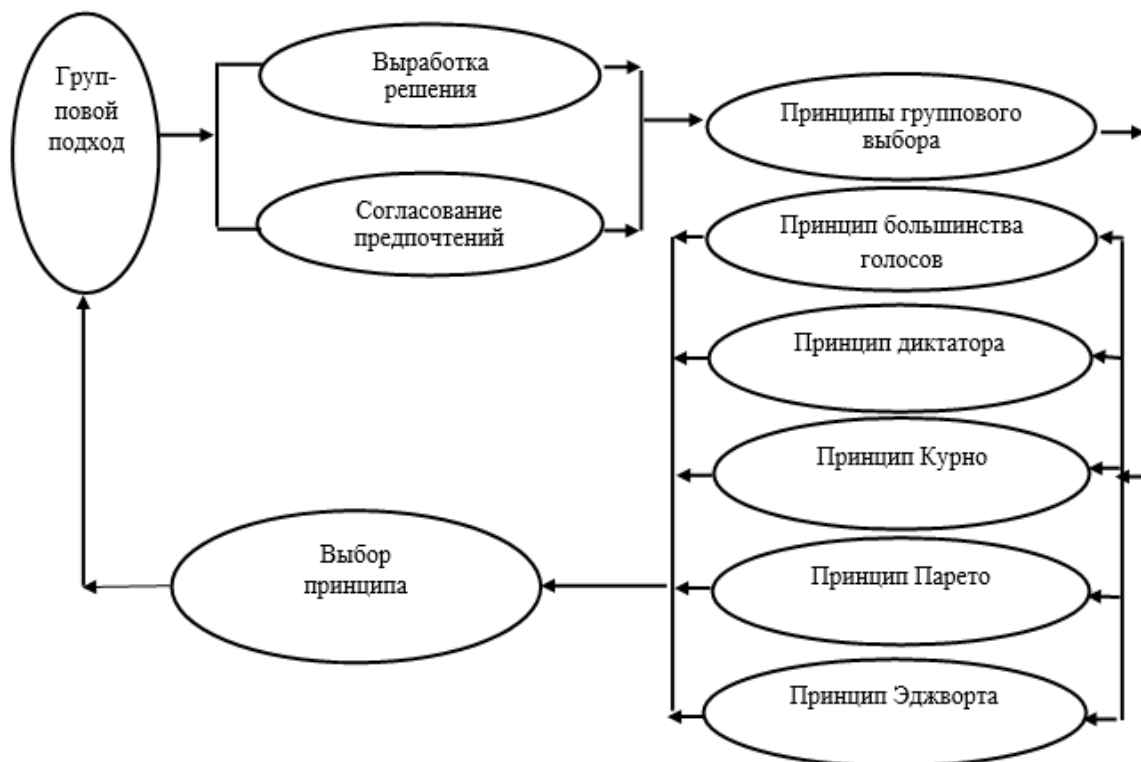 Груп-
повой
подход
Выработка
решения
Согласование
предпочтений
Принципы группового
выбора
Принцип большинства
голосов
Принцип диктатора
Принцип Курно
Принцип Парето
Принцип Эджворта
Выбор
принципа